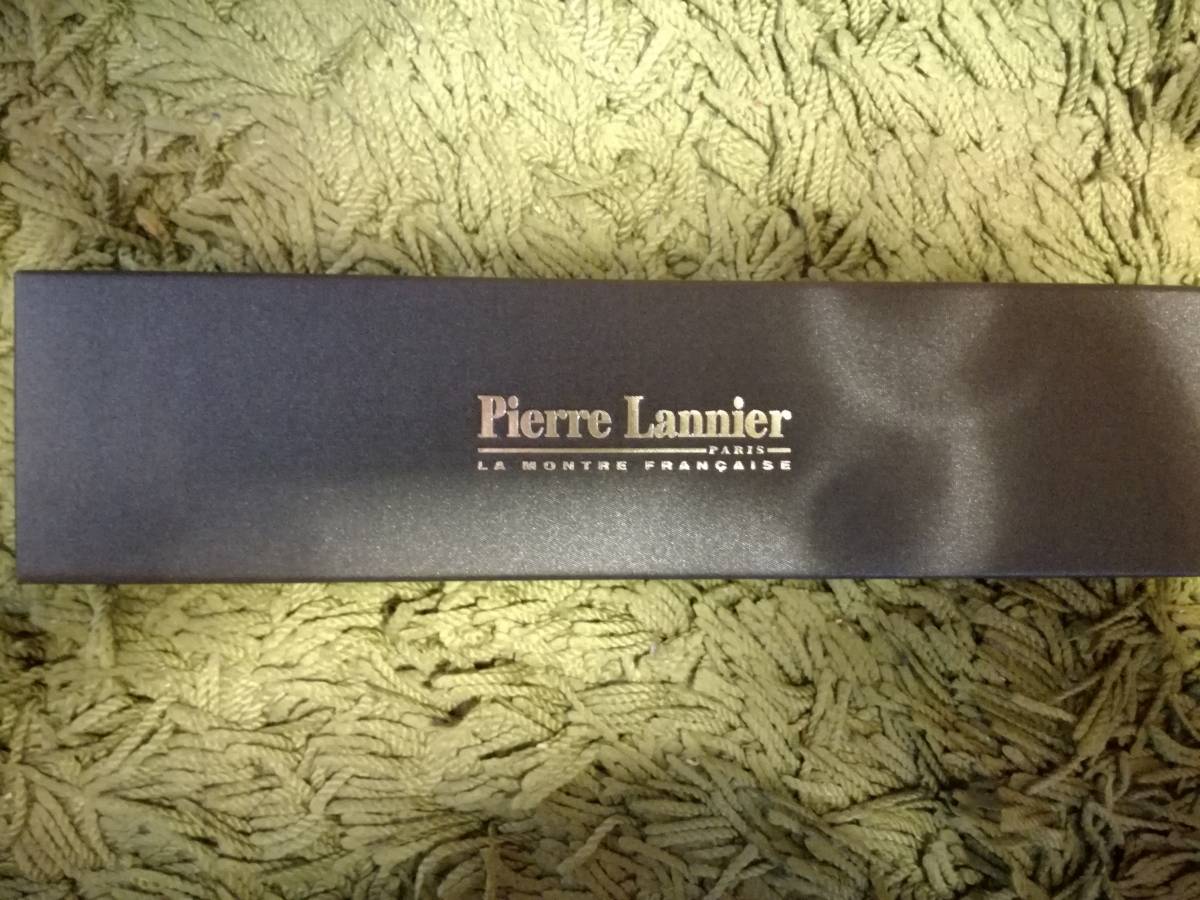 Pierre Lannier
PARIS
LA MONTRE FRANÇAISE